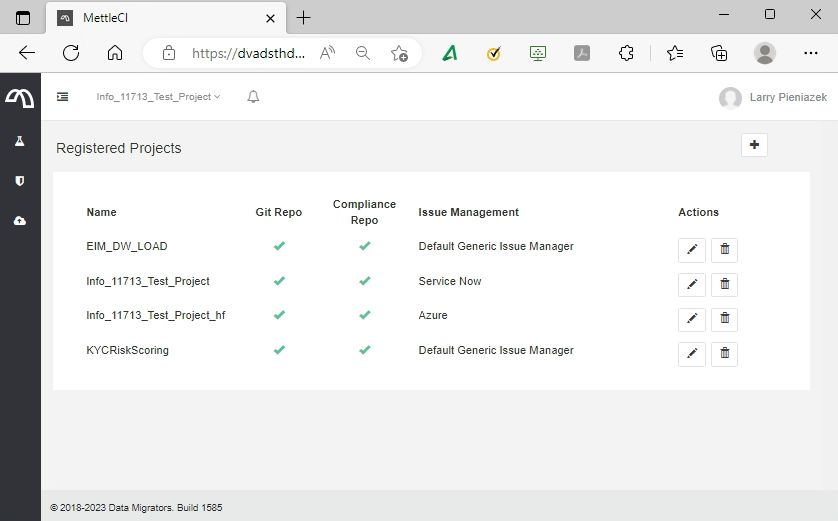 MettleCI
https://dvadsthd...
Info_11713_Test_Project
Larry Pieniazek
Registered Projects
Name Git Repo Compliance Repo Issue Management Actions
EIM_DW_LOAD Default Generic Issue Manager
Info_11713_Test_Project Service Now
Info_11713_Test_Project_hf Azure
KYCRiskScoring Default Generic Issue Manager
© 2018-2023 Data Migrators. Build 1585